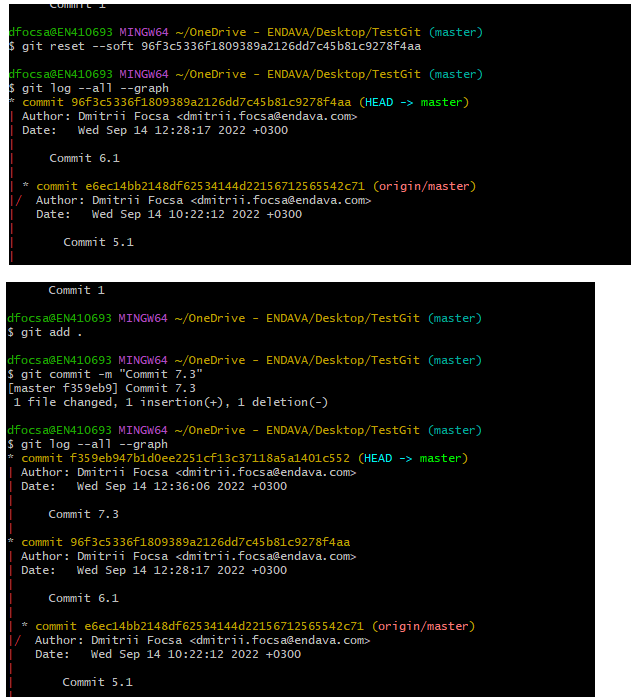 Commit 1
dfocsa@EN410693 MINGW64 ~/OneDrive - ENDAVA/Desktop/TestGit (master)
$ git reset --soft 96f3c5336f1809389a2126dd7c45b81c9278f4aa
dfocsa@EN410693 MINGW64 ~/OneDrive - ENDAVA/Desktop/TestGit (master)
$ git log --all --graph
* commit 96f3c5336f1809389a2126dd7c45b81c9278f4aa (HEAD -> master)
| Author: Dmitrii Focsa <dmitrii.focsa@endava.com>
| Date:   Wed Sep 14 12:28:17 2022 +0300
|
|     Commit 6.1
|
| * commit e6ec14bb2148df62534144d22156712565542c71 (origin/master)
|/  Author: Dmitrii Focsa <dmitrii.focsa@endava.com>
|   Date:   Wed Sep 14 10:22:12 2022 +0300
|
|       Commit 5.1
|
Commit 1
dfocsa@EN410693 MINGW64 ~/OneDrive - ENDAVA/Desktop/TestGit (master)
$ git add .
dfocsa@EN410693 MINGW64 ~/OneDrive - ENDAVA/Desktop/TestGit (master)
$ git commit -m "Commit 7.3"
[master f359eb9] Commit 7.3
 1 file changed, 1 insertion(+), 1 deletion(-)
dfocsa@EN410693 MINGW64 ~/OneDrive - ENDAVA/Desktop/TestGit (master)
$ git log --all --graph
* commit f359eb947b1d0ee2251cf13c37118a5a1401c552 (HEAD -> master)
| Author: Dmitrii Focsa <dmitrii.focsa@endava.com>
| Date:   Wed Sep 14 12:36:06 2022 +0300
|
|     Commit 7.3
|
* commit 96f3c5336f1809389a2126dd7c45b81c9278f4aa
| Author: Dmitrii Focsa <dmitrii.focsa@endava.com>
| Date:   Wed Sep 14 12:28:17 2022 +0300
|
|     Commit 6.1
|
| * commit e6ec14bb2148df62534144d22156712565542c71 (origin/master)
|/  Author: Dmitrii Focsa <dmitrii.focsa@endava.com>
|   Date:   Wed Sep 14 10:22:12 2022 +0300
|
|       Commit 5.1
|